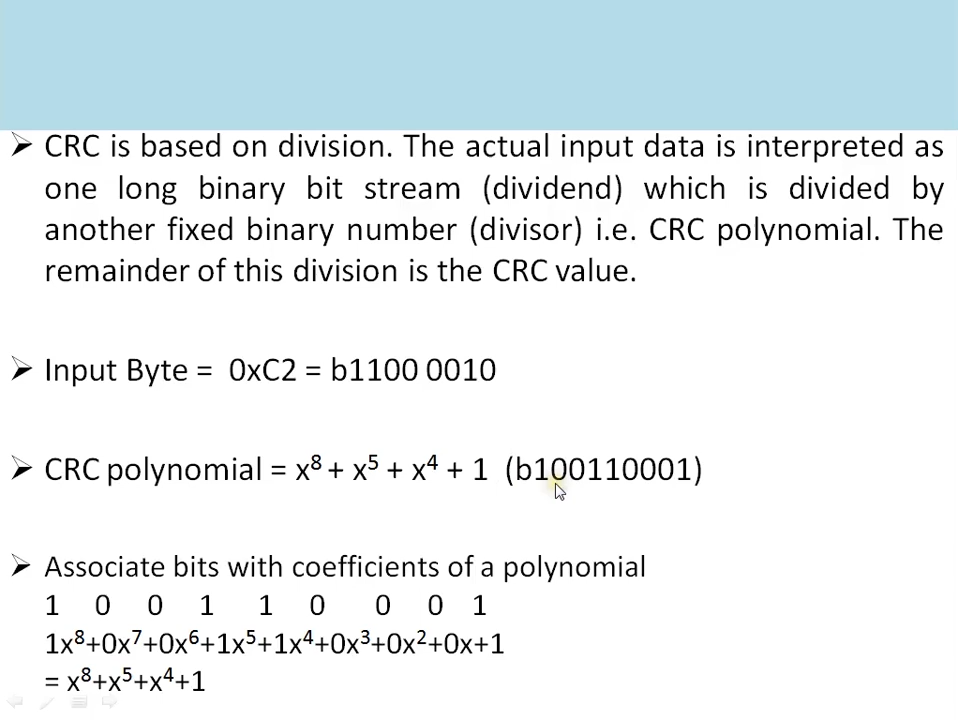 ➢ CRC is based on division. The actual input data is interpreted as
one long binary bit stream (dividend) which is divided by
another fixed binary number (divisor) i.e. CRC polynomial. The
remainder of this division is the CRC value.
➢ Input Byte = 0xC2 = b1100 0010
➢ CRC polynomial = x⁸ + x⁵ + x⁴ + 1 (b100110001)
➢ Associate bits with coefficients of a polynomial
1 0 0 1 1 0 0 0 1
1x⁸+0x⁷+0x⁶+1x⁵+1x⁴+0x³+0x²+0x+1
= x⁸+x⁵+x⁴+1